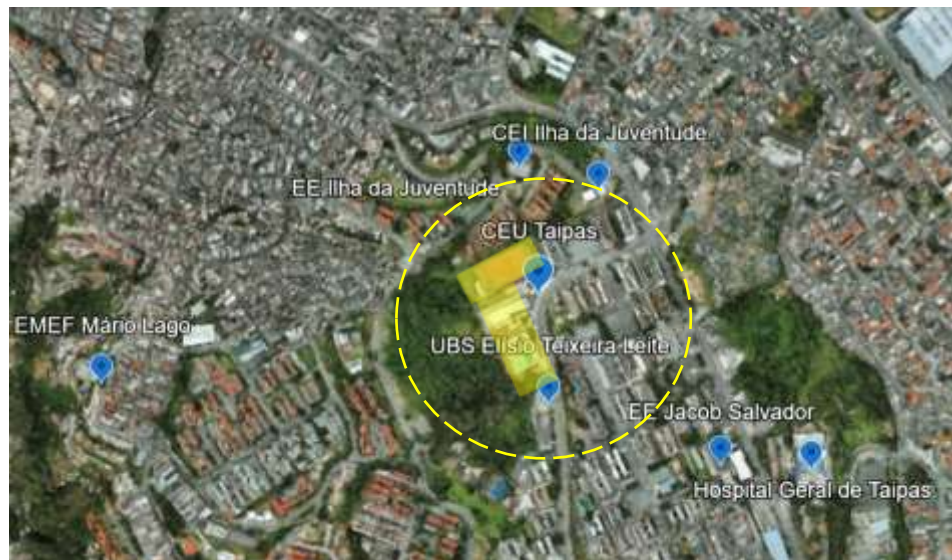 CEI Ilha da Juventude
EE Ilha da Juventude
CEU Taipas
EMEF Mário Lago
UBS Elísio Teixeira Leite
EE Jacob Salvador
Hospital Geral de Taipas